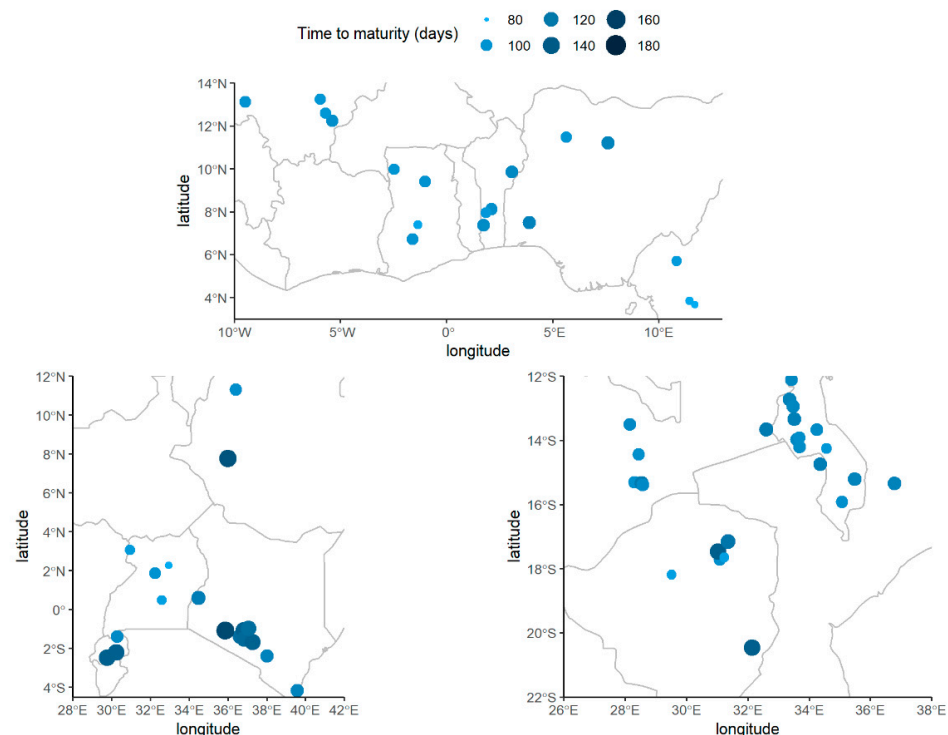 Time to maturity (days) 80 120 160
100 140 180
14°N
12°N
10°N
8°N
6°N
4°N
latitude
10°W 5°W 0° 5°E 10°E
longitude
12°N
10°N
8°N
6°N
4°N
2°N
0°
2°S
4°S
latitude
28°E 30°E 32°E 34°E 36°E 38°E 40°E 42°E
longitude
12°S
14°S
16°S
18°S
20°S
22°S
latitude
26°E 28°E 30°E 32°E 34°E 36°E 38°E
longitude